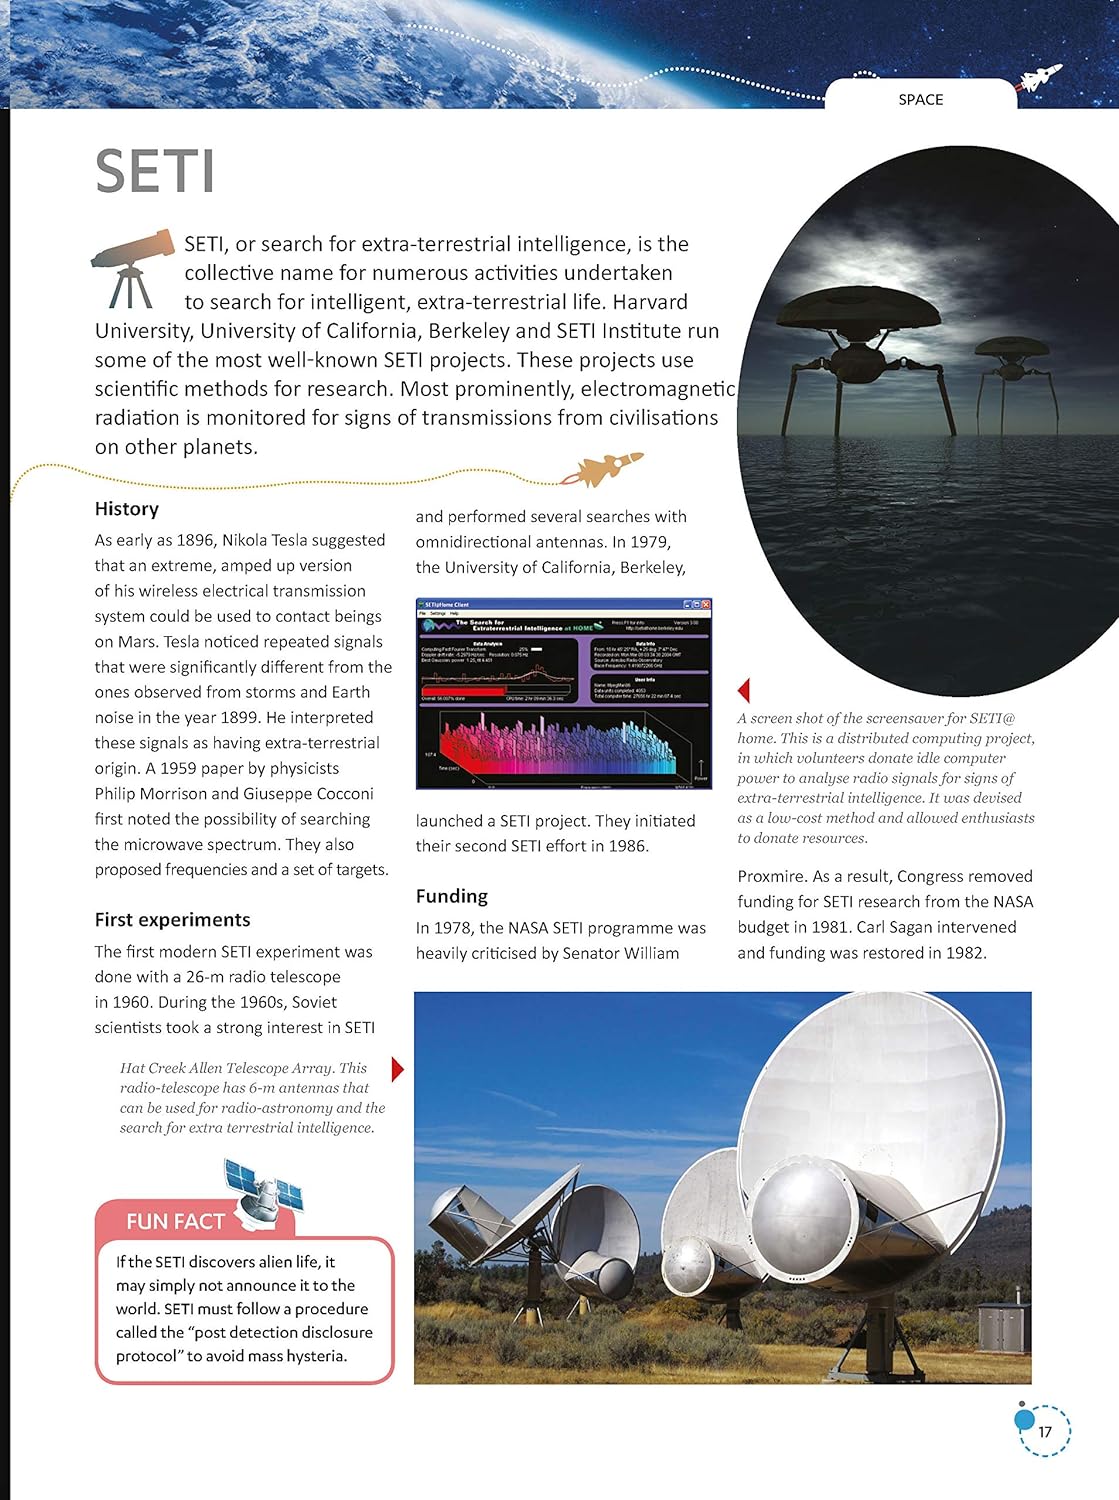 SPACE
SETI
SETI, or search for extra-terrestrial intelligence, is the
collective name for numerous activities undertaken
to search for intelligent, extra-terrestrial life. Harvard
University, University of California, Berkeley and SETI Institute run
some of the most well-known SETI projects. These projects use
scientific methods for research. Most prominently, electromagnetic
radiation is monitored for signs of transmissions from civilisations
on other planets.
History
As early as 1896, Nikola Tesla suggested
that an extreme, amped up version
of his wireless electrical transmission
system could be used to contact beings
on Mars. Tesla noticed repeated signals
that were significantly different from the
ones observed from storms and Earth
noise in the year 1899. He interpreted
these signals as having extra-terrestrial
origin. A 1959 paper by physicists
Philip Morrison and Giuseppe Cocconi
first noted the possibility of searching
the microwave spectrum. They also
proposed frequencies and a set of targets.
First experiments
The first modern SETI experiment was
done with a 26-m radio telescope
in 1960. During the 1960s, Soviet
scientists took a strong interest in SETI
and performed several searches with
omnidirectional antennas. In 1979,
the University of California, Berkeley,
SETI@Home Client
File Settings Help
The Search for
Extraterrestrial Intelligence at HOME
Data Analysis
Data Info
User Info
Time (sec)
Power
launched a SETI project. They initiated
their second SETI effort in 1986.
Funding
In 1978, the NASA SETI programme was
heavily criticised by Senator William
A screen shot of the screensaver for SETI@
home. This is a distributed computing project,
in which volunteers donate idle computer
power to analyse radio signals for signs of
extra-terrestrial intelligence. It was devised
as a low-cost method and allowed enthusiasts
to donate resources.
Proxmire. As a result, Congress removed
funding for SETI research from the NASA
budget in 1981. Carl Sagan intervened
and funding was restored in 1982.
Hat Creek Allen Telescope Array. This
radio-telescope has 6-m antennas that
can be used for radio-astronomy and the
search for extra terrestrial intelligence.
FUN FACT
If the SETI discovers alien life, it
may simply not announce it to the
world. SETI must follow a procedure
called the “post detection disclosure
protocol” to avoid mass hysteria.
17